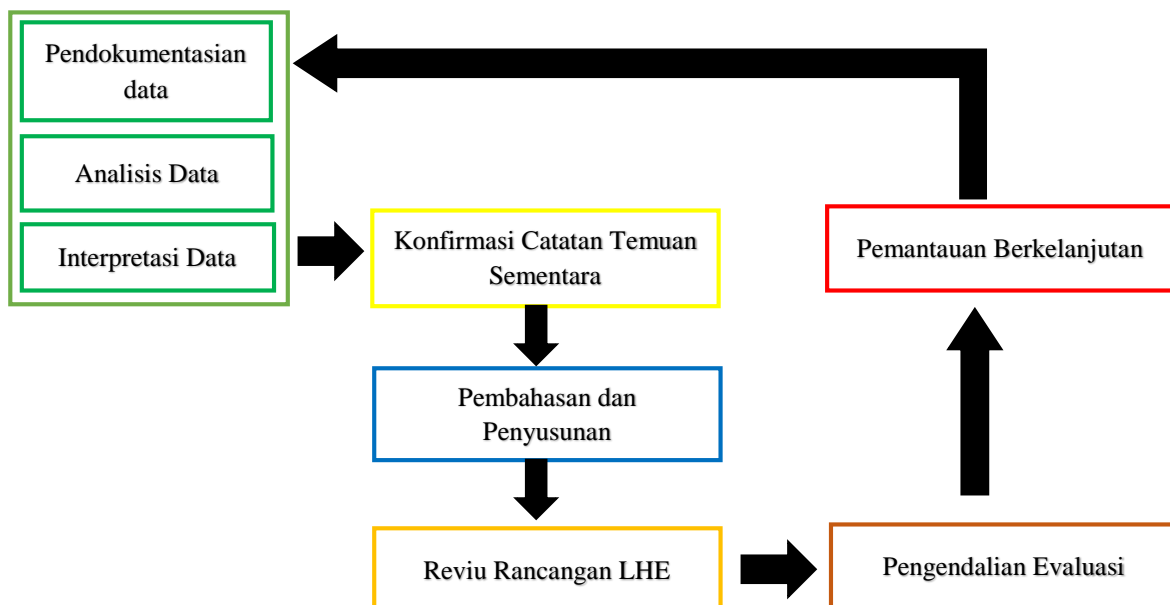 Pendokumentasian
data
Analisis Data
Interpretasi Data
Konfirmasi Catatan Temuan
Sementara
Pembahasan dan
Penyusunan
Reviu Rancangan LHE
Pengendalian Evaluasi
Pemantauan Berkelanjutan